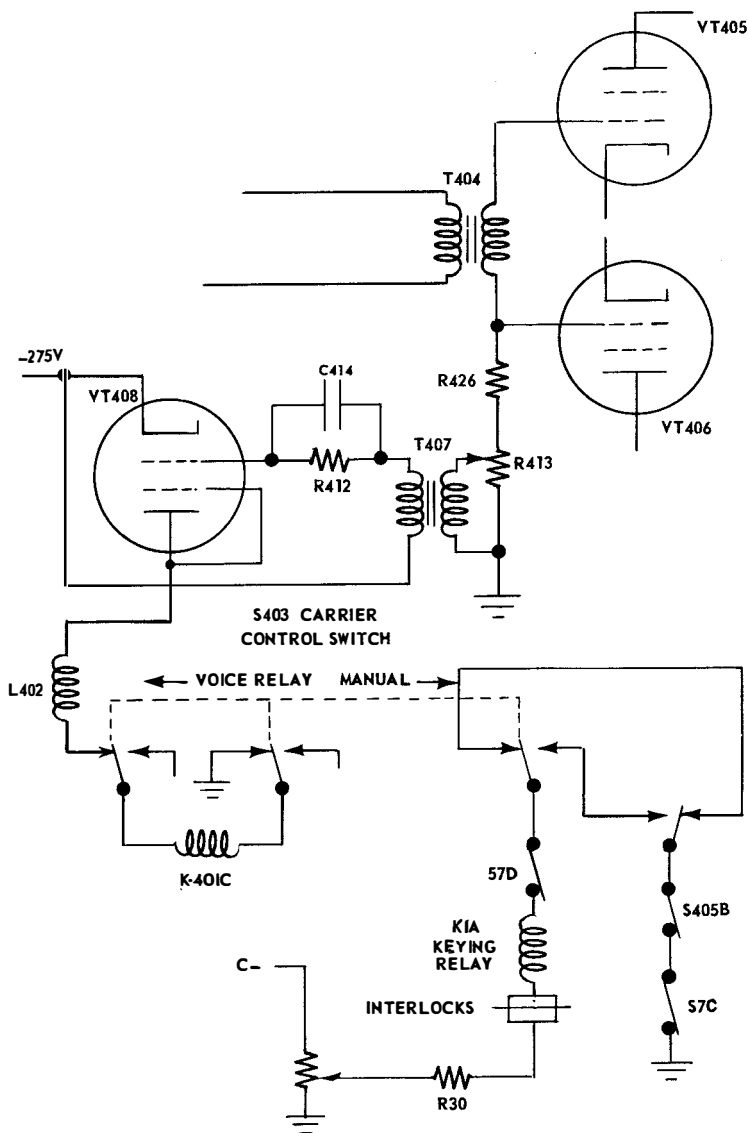 VT405
T404
-275V
VT408
C414
R426
VT406
R412
T407
R413
S403 CARRIER
CONTROL SWITCH
L402
VOICE RELAY MANUAL
K-401C
57D
S405B
K1A
KEYING
RELAY
C-
INTERLOCKS
S7C
R30